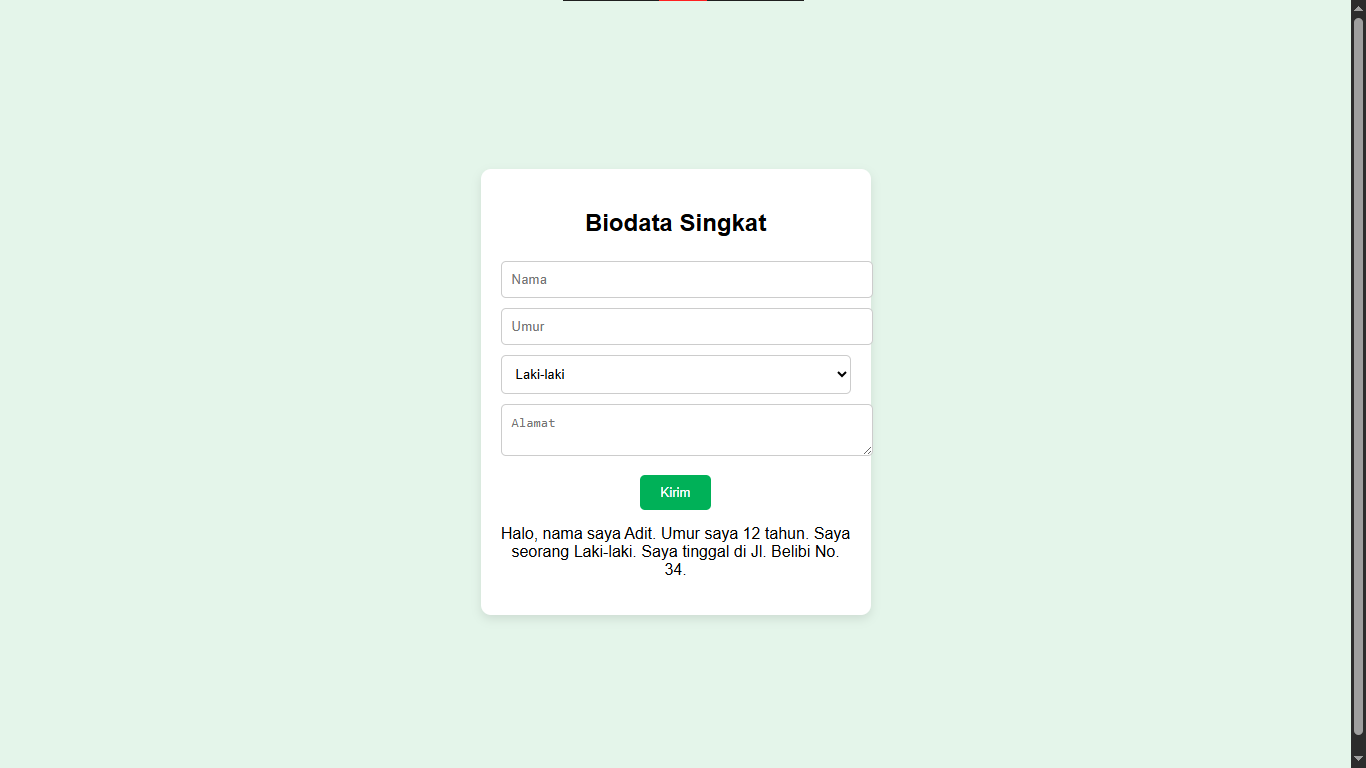 Biodata Singkat
Nama
Umur
Laki-laki
Alamat
Kirim
Halo, nama saya Adit. Umur saya 12 tahun. Saya
seorang Laki-laki. Saya tinggal di Jl. Belibi No.
34.